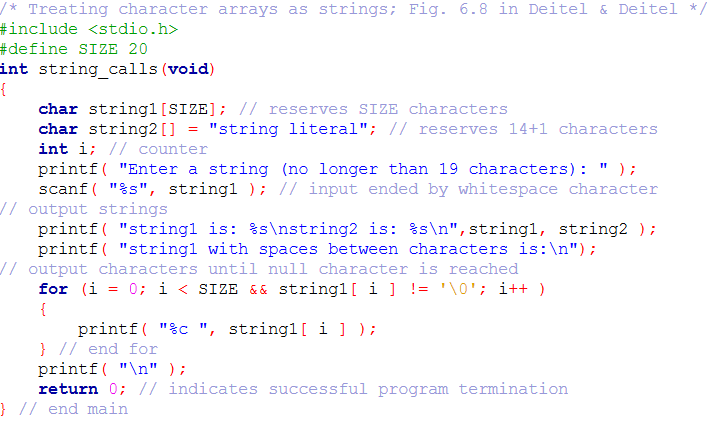 /* Treating character arrays as strings; Fig. 6.8 in Deitel & Deitel */
#include <stdio.h>
#define SIZE 20
int string_calls(void)
{
    char string1[SIZE]; // reserves SIZE characters
    char string2[] = "string literal"; // reserves 14+1 characters
    int i; // counter
    printf( "Enter a string (no longer than 19 characters): " );
    scanf( "%s", string1 ); // input ended by whitespace character
// output strings
    printf( "string1 is: %s\nstring2 is: %s\n",string1, string2 );
    printf( "string1 with spaces between characters is:\n");
// output characters until null character is reached
    for (i = 0; i < SIZE && string1[ i ] != '\0'; i++ )
    {
        printf( "%c ", string1[ i ] );
    } // end for
    printf( "\n" );
    return 0; // indicates successful program termination
} // end main